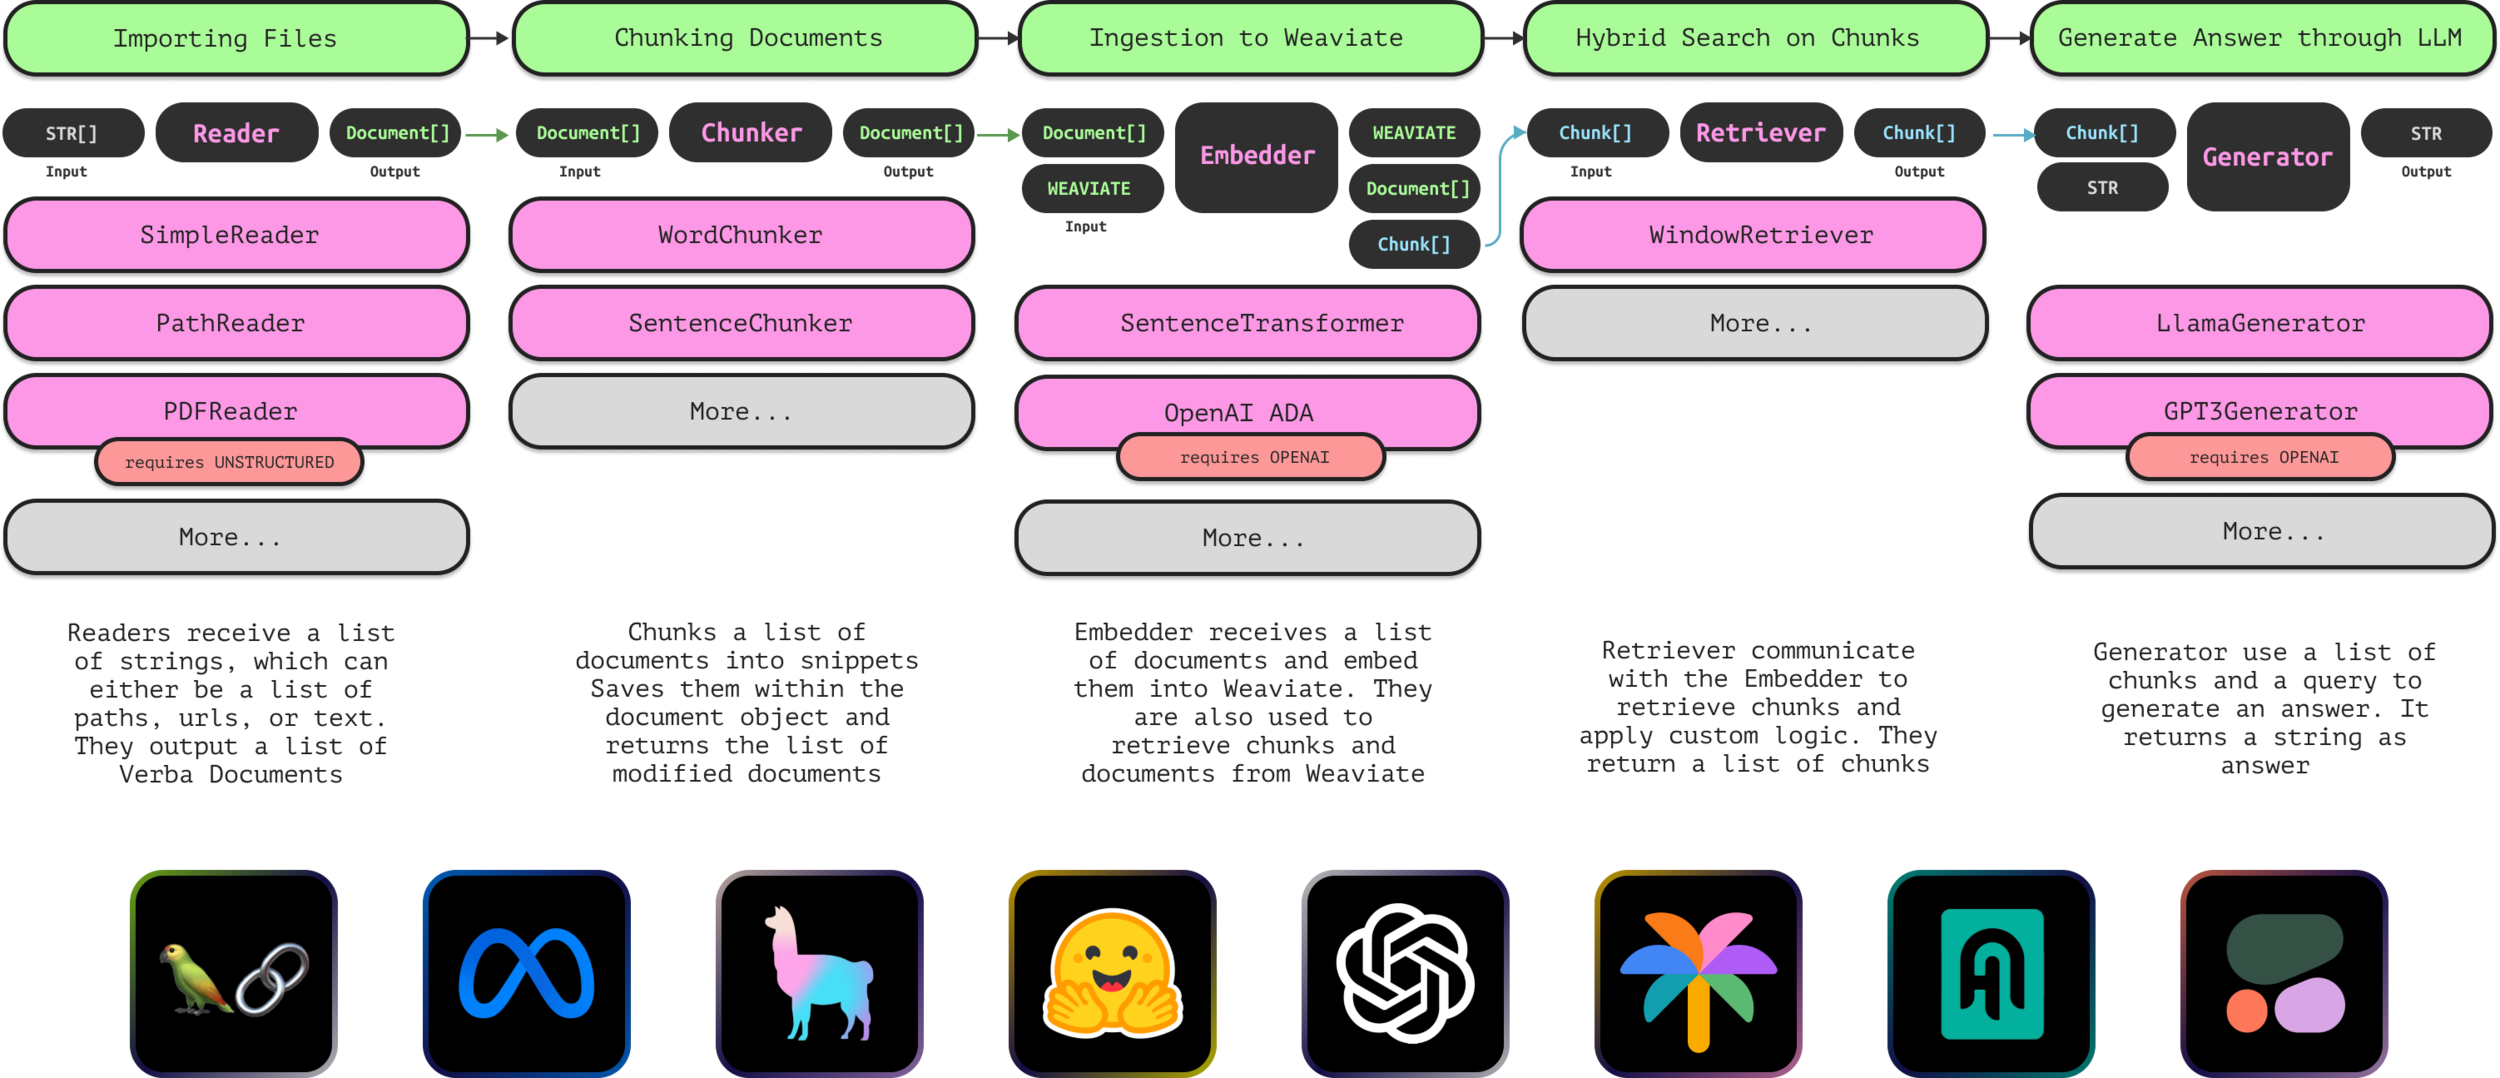 Importing Files
Chunking Documents
Ingestion to Weaviate
Hybrid Search on Chunks
Generate Answer through LLM
STR[]
Input
Reader
Document[]
Output
Document[]
Input
Chunker
Document[]
Output
Document[]
WEAVIATE
Input
Embedder
WEAVIATE
Document[]
Chunk[]
Chunk[]
Input
Retriever
Chunk[]
Output
Chunk[]
STR
Generator
STR
Output
SimpleReader
PathReader
PDFReader
requires UNSTRUCTURED
More...
WordChunker
SentenceChunker
More...
SentenceTransformer
OpenAI ADA
requires OPENAI
More...
WindowRetriever
More...
LlamaGenerator
GPT3Generator
requires OPENAI
More...
Readers receive a list
of strings, which can
either be a list of
paths, urls, or text.
They output a list of
Verba Documents
Chunks a list of
documents into snippets
Saves them within the
document object and
returns the list of
modified documents
Embedder receives a list
of documents and embed
them into Weaviate. They
are also used to
retrieve chunks and
documents from Weaviate
Retriever communicate
with the Embedder to
retrieve chunks and
apply custom logic. They
return a list of chunks
Generator use a list of
chunks and a query to
generate an answer. It
returns a string as
answer